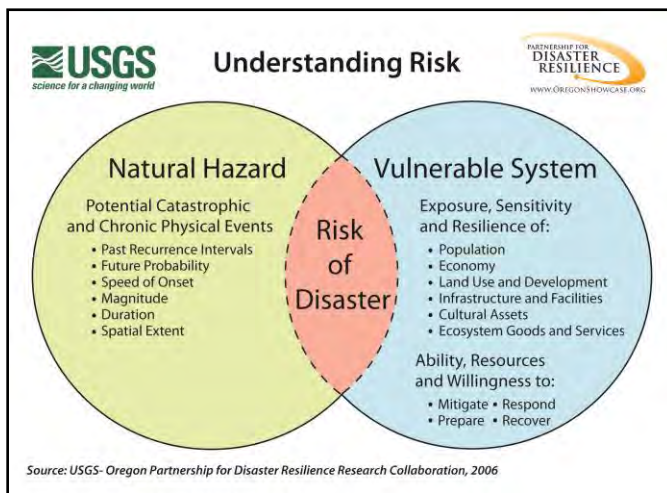 USGS
science for a changing world
Understanding Risk
PARTNERSHIP FOR
DISASTER
RESILIENCE
WWW.OREGONSHOWCASE.ORG
Natural Hazard
Potential Catastrophic
and Chronic Physical Events
• Past Recurrence Intervals
• Future Probability
• Speed of Onset
• Magnitude
• Duration
• Spatial Extent
Risk
of
Disaster
Vulnerable System
Exposure, Sensitivity
and Resilience of:
• Population
• Economy
• Land Use and Development
• Infrastructure and Facilities
• Cultural Assets
• Ecosystem Goods and Services
Ability, Resources
and Willingness to:
• Mitigate • Respond
• Prepare • Recover
Source: USGS- Oregon Partnership for Disaster Resilience Research Collaboration, 2006